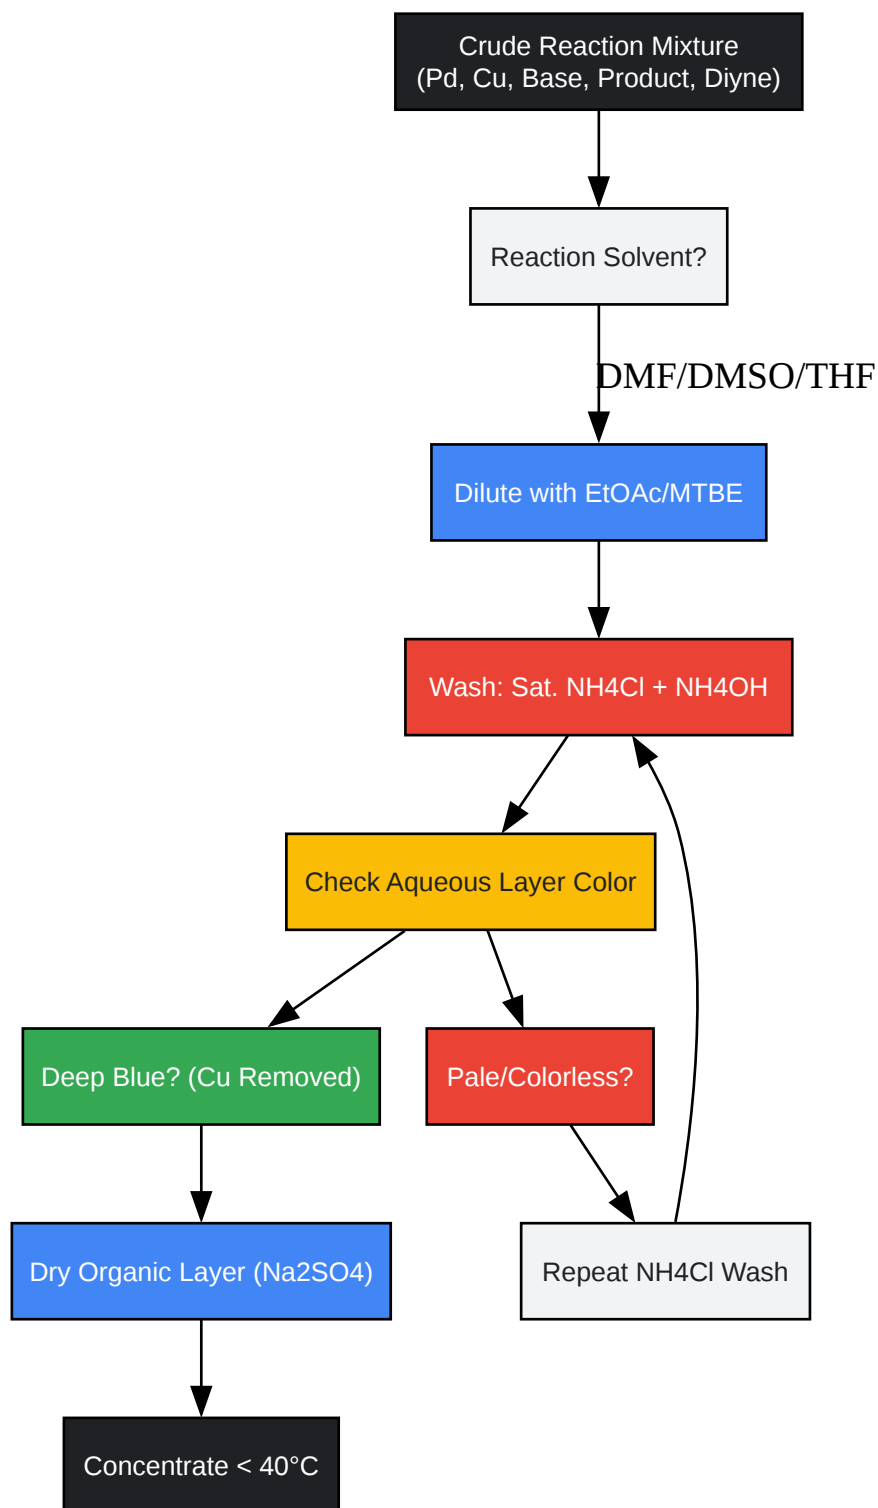 Crude Reaction Mixture
(Pd, Cu, Base, Product, Diyne)
Reaction Solvent?
DMF/DMSO/THF
Dilute with EtOAc/MTBE
Wash: Sat. NH4Cl + NH4OH
Check Aqueous Layer Color
Deep Blue? (Cu Removed)
Pale/Colorless?
Dry Organic Layer (Na2SO4)
Repeat NH4Cl Wash
Concentrate < 40°C